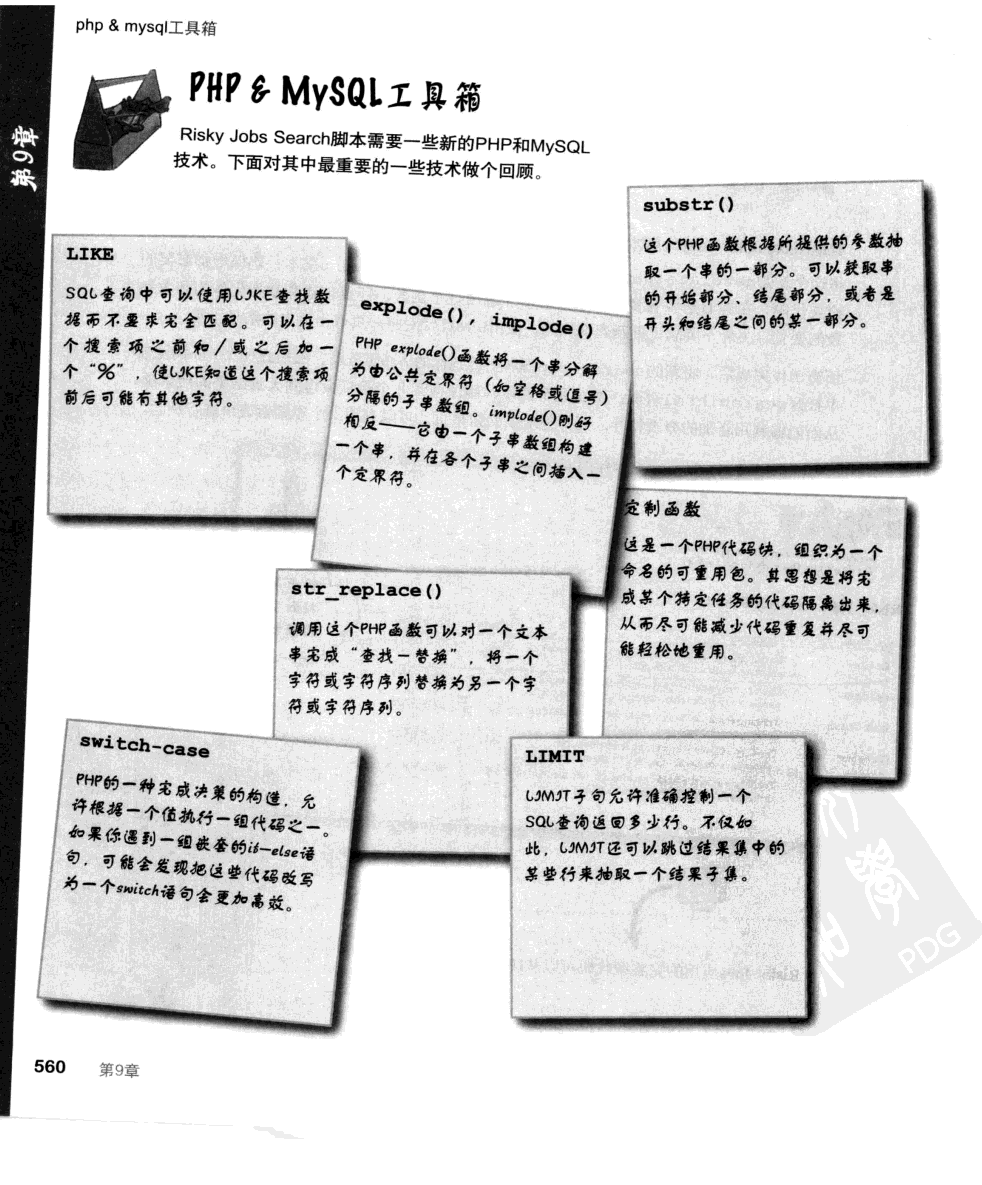 php & mysql工具箱
PHP & MySQL工具箱
Risky Jobs Search脚本需要一些新的PHP和MySQL
技术。下面对其中最重要的一些技术做个回顾。
第9章
LIKE
SQL查询中可以使用LIKE查找数
据而不要求完全匹配。可以在一
个搜索项之前和/或之后加一
个“%”，使LIKE知道这个搜索项
前后可能有其他字符。
explode(), implode()
PHP explode()函数将一个串分解
为由公共定界符（如空格或逗号）
分隔的子串数组。implode()刚好
相反——它由一个子串数组构建
一个串，并在各个子串之间插入一
个定界符。
substr()
这个PHP函数根据所提供的参数抽
取一个串的一部分。可以获取串
的开始部分、结尾部分，或者是
开头和结尾之间的某一部分。
定制函数
这是一个PHP代码块，组织为一个
命名的可重用包。其思想是将完
成某个特定任务的代码隔离出来，
从而尽可能减少代码重复并尽可
能轻松地重用。
str_replace()
调用这个PHP函数可以对一个文本
串完成“查找－替换”，将一个
字符或字符序列替换为另一个字
符或字符序列。
switch-case
PHP的一种完成决策的构造，允
许根据一个值执行一组代码之一。
如果你遇到一组嵌套的if—else语
句，可能会发现把这些代码改写
为一个switch语句会更加高效。
LIMIT
LIMIT子句允许准确控制一个
SQL查询返回多少行。不仅如
此，LIMIT还可以跳过结果集中的
某些行来抽取一个结果子集。
PDG
560 第9章